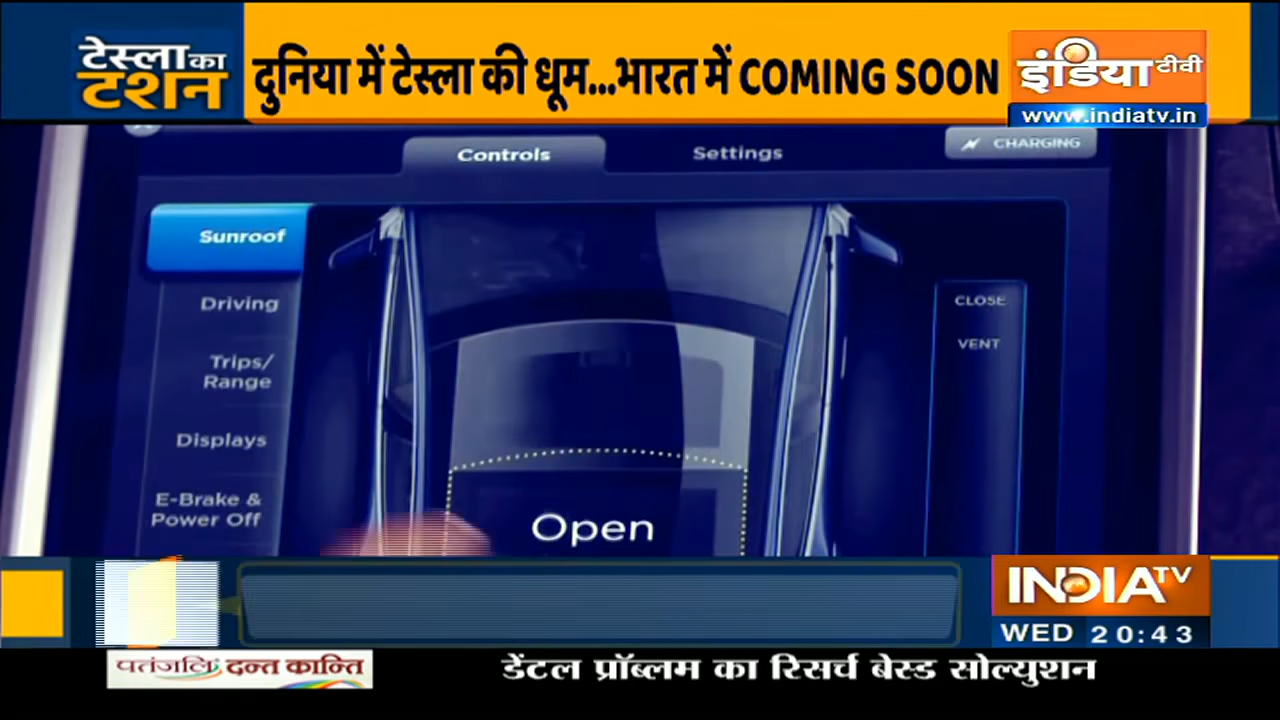 टेस्ला का
टशन
दुनिया में टेस्ला की धूम...भारत में COMING SOON
इंडिया टीवी
www.indiatv.in
Controls
Settings
CHARGING
Sunroof
Driving
Trips/
Range
Displays
E-Brake &
Power Off
CLOSE
VENT
Open
INDIA TV
WED 20:43
पतंजलि दन्त कान्ति
डेंटल प्रॉब्लम का रिसर्च बेस्ड सोल्युशन